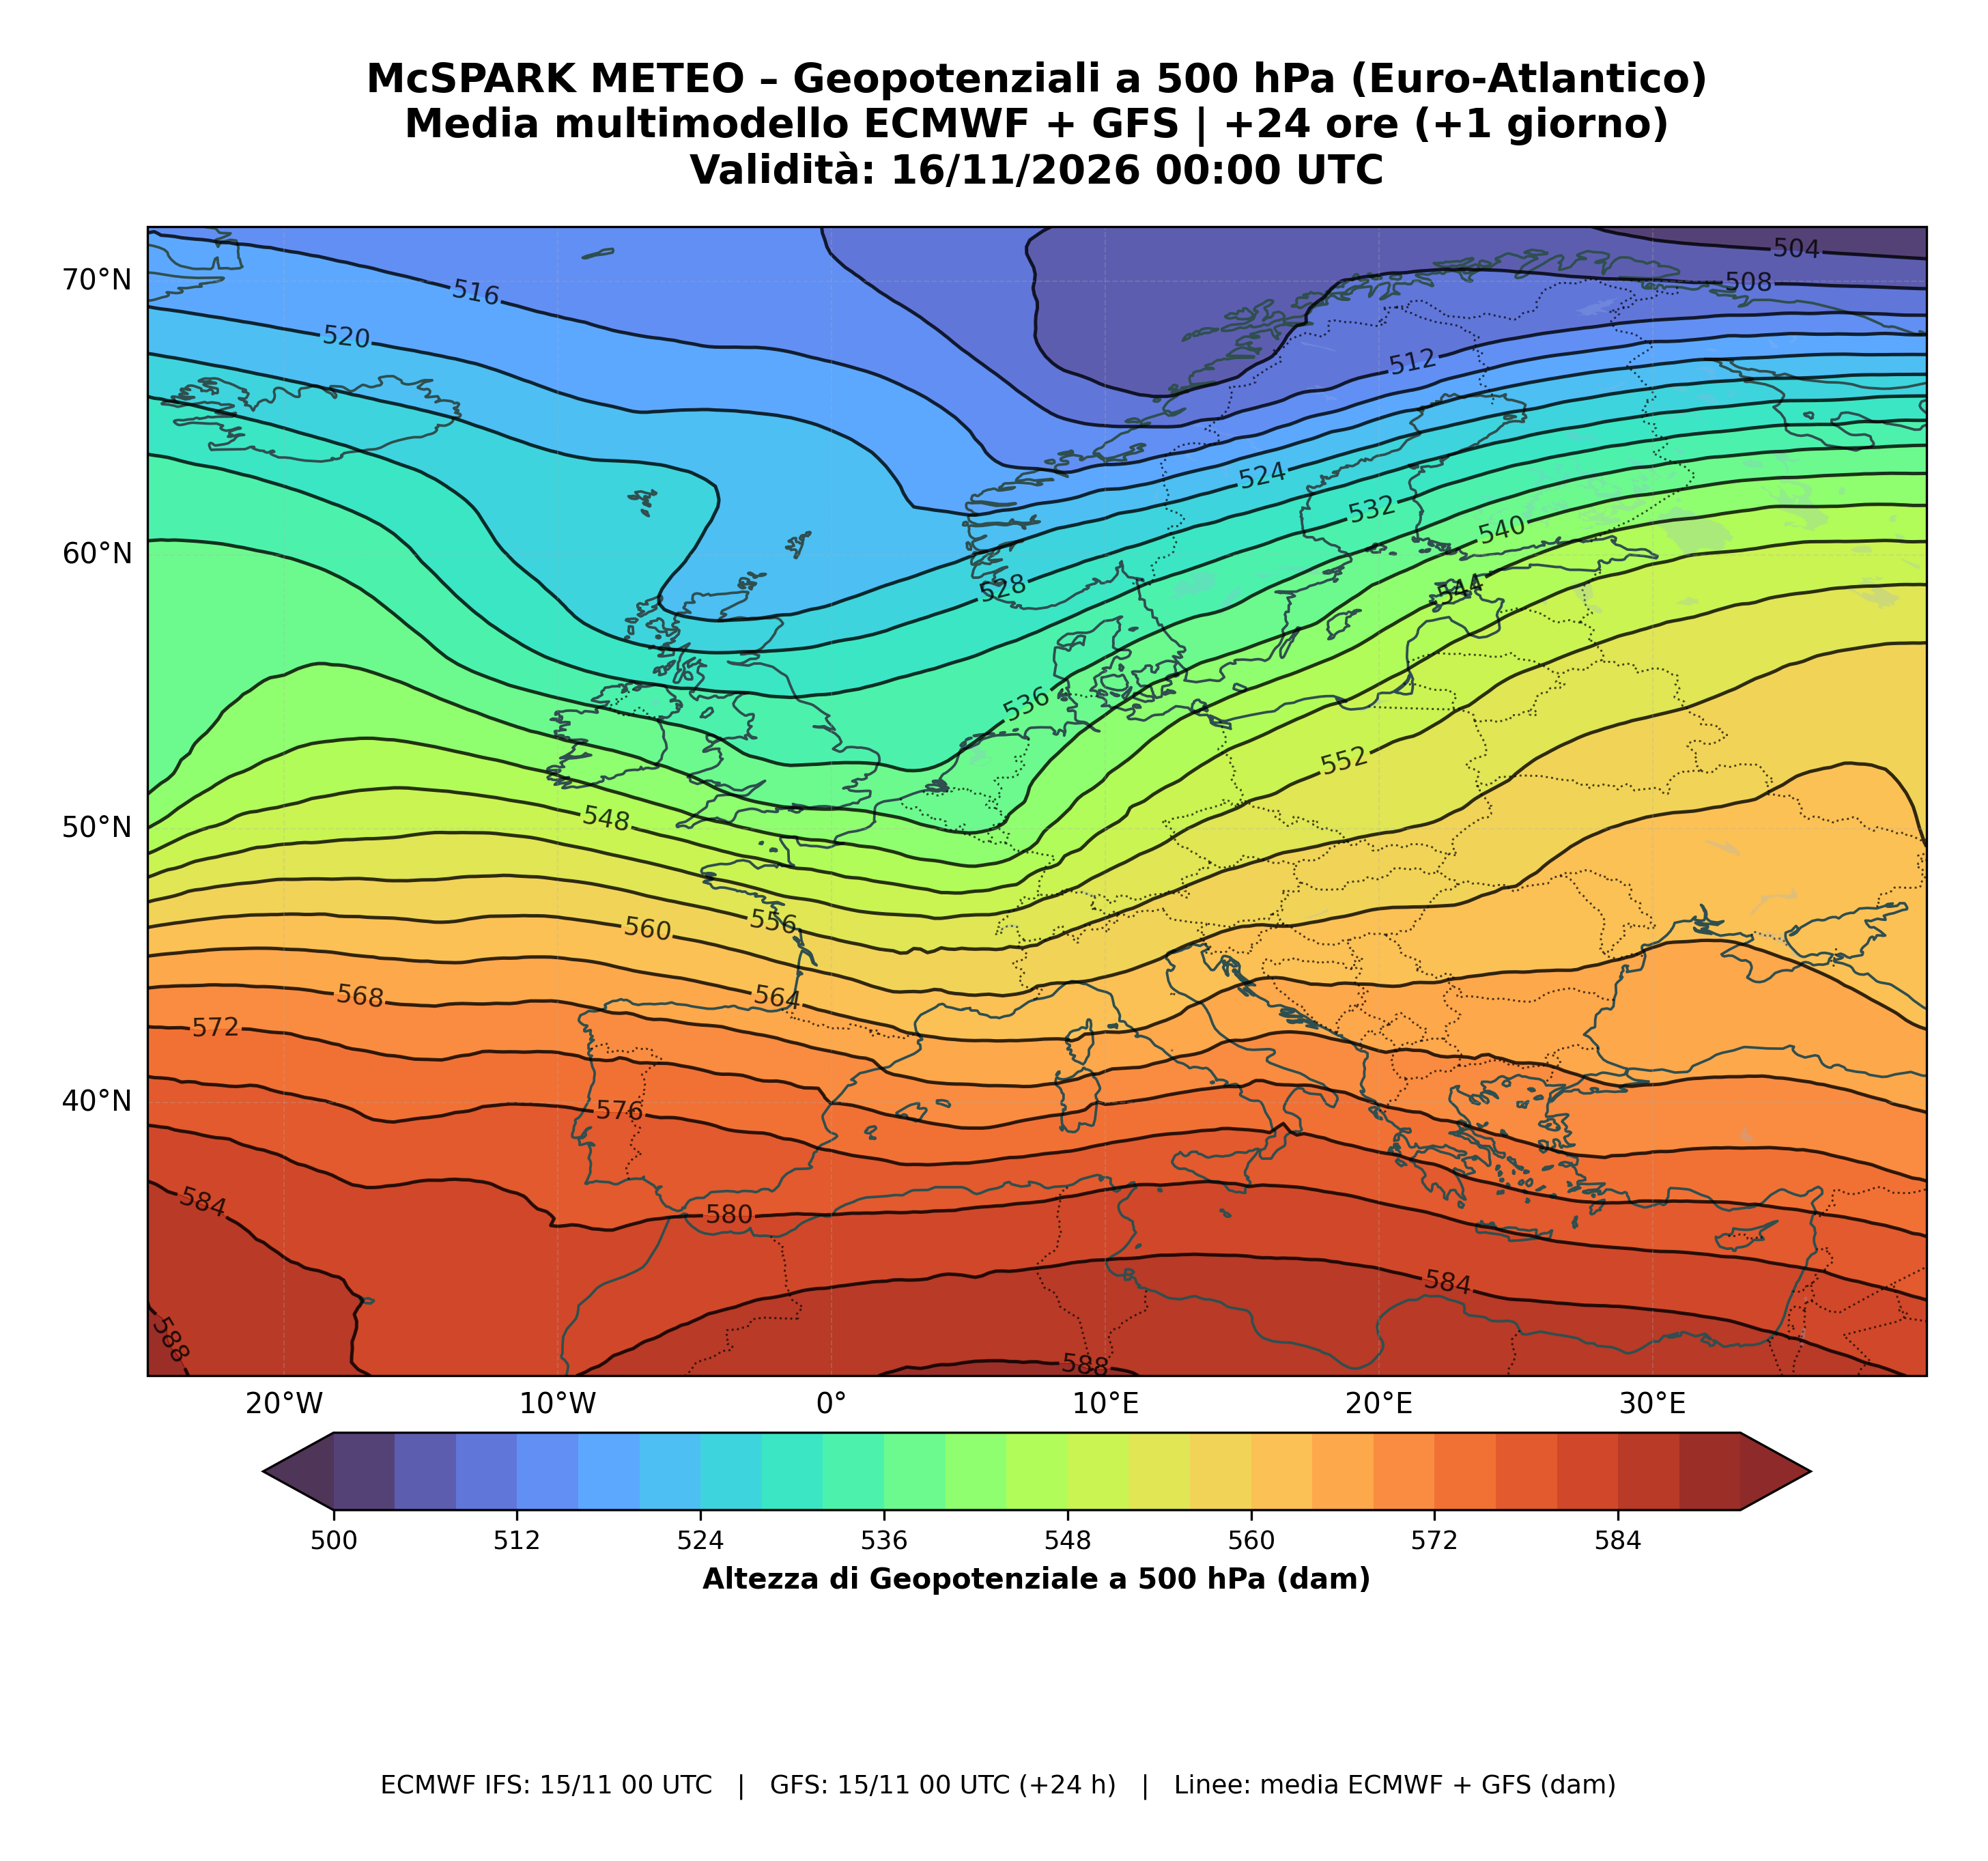 McSPARK METEO – Geopotenziali a 500 hPa (Euro-Atlantico)
Media multimodello ECMWF + GFS | +24 ore (+1 giorno)
Validità: 16/11/2026 00:00 UTC
504
70°N
508
516
520
512
524
532
540
60°N
528
544
536
552
548
50°N
556
560
564
568
572
40°N
576
584
580
584
588
588
20°W 10°W 0° 10°E 20°E 30°E
500 512 524 536 548 560 572 584
Altezza di Geopotenziale a 500 hPa (dam)
ECMWF IFS: 15/11 00 UTC | GFS: 15/11 00 UTC (+24 h) | Linee: media ECMWF + GFS (dam)